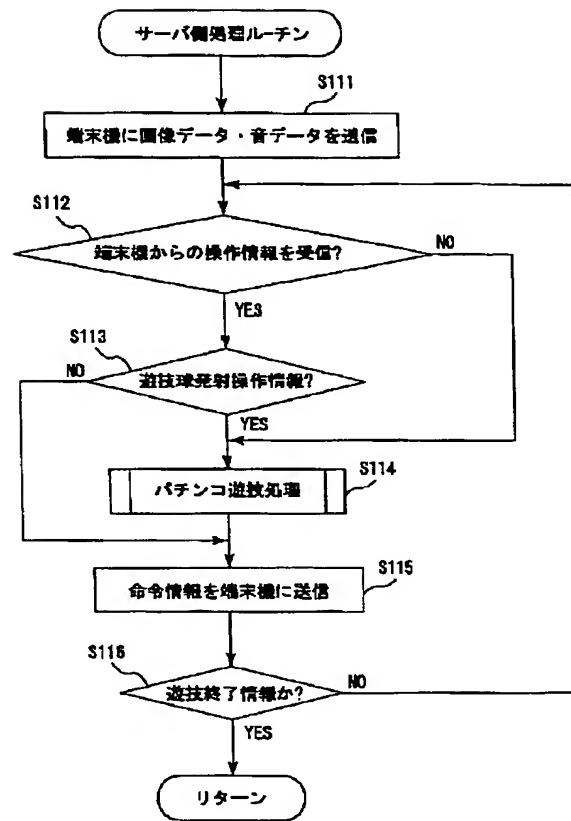 サーバ側処理ルーチン
S111
端末機に画像データ・音データを送信
S112
端末機からの操作情報を受信?
NO
YES
S113
NO
遊技球発射操作情報?
YES
S114
パチンコ遊技処理
S115
命令情報を端末機に送信
S116
遊技終了情報か?
NO
YES
リターン